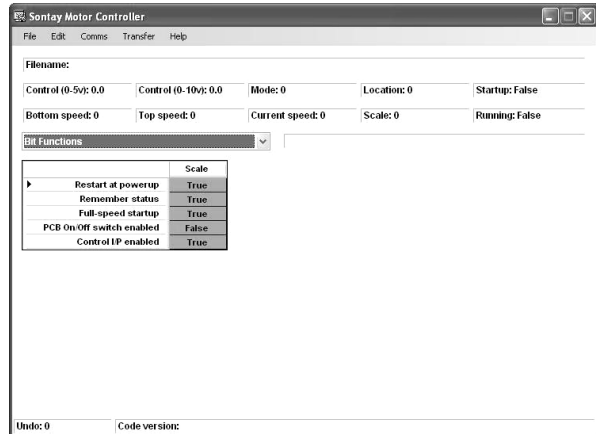 Sontay Motor Controller
File Edit Comms Transfer Help
Filename:
Control (0-5v): 0.0 Control (0-10v): 0.0 Mode: 0 Location: 0 Startup: False
Bottom speed: 0 Top speed: 0 Current speed: 0 Scale: 0 Running: False
Bit Functions
Scale
Restart at powerup True
Remember status True
Full-speed startup True
PCB On/Off switch enabled False
Control I/P enabled True
Undo: 0 Code version: